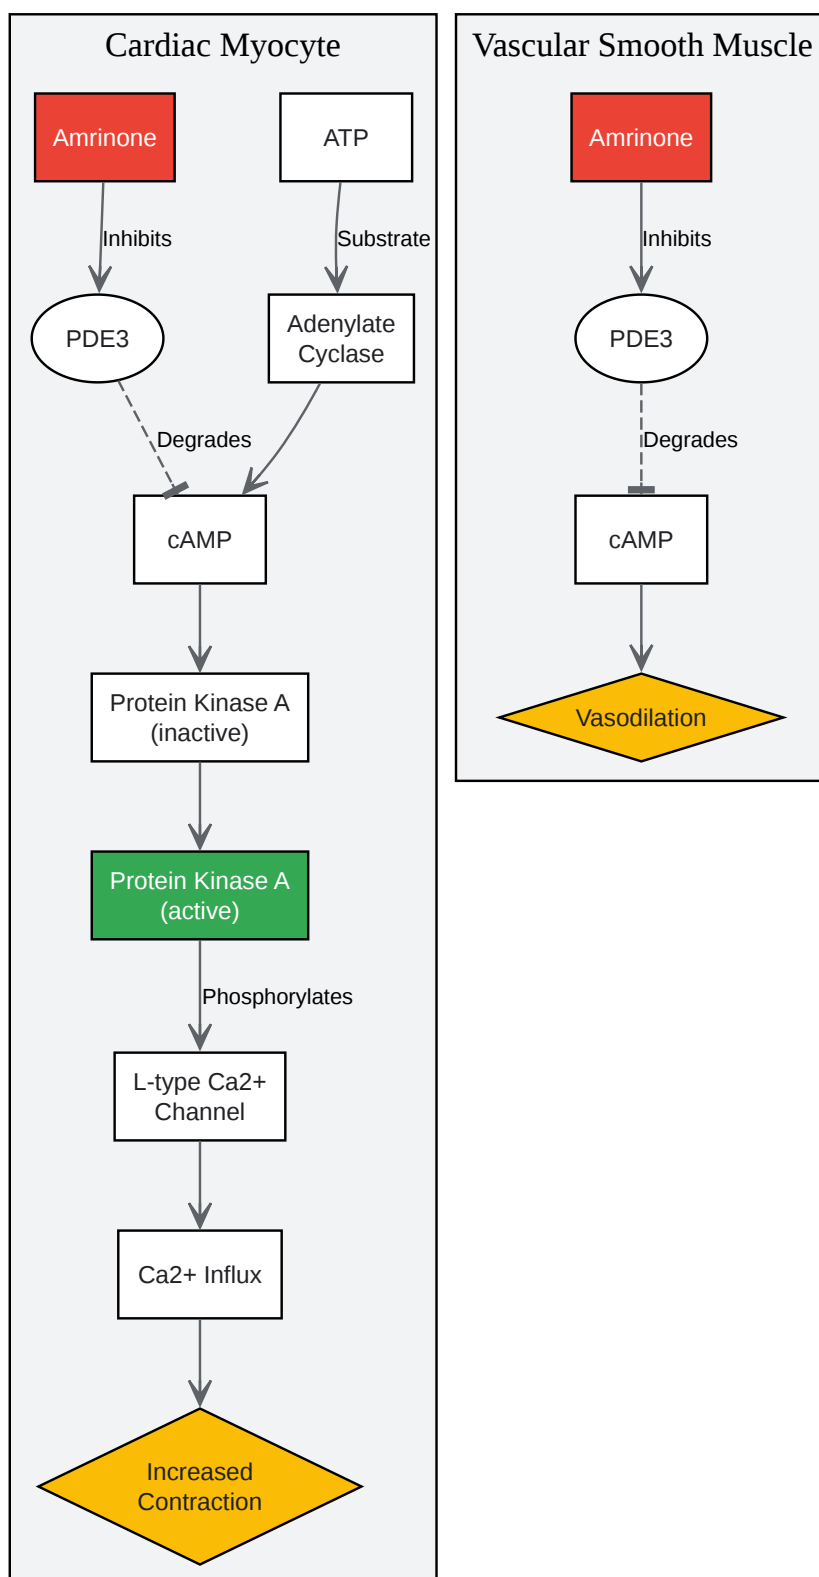 Cardiac Myocyte
Amrinone
ATP
Inhibits
Substrate
PDE3
Adenylate
Cyclase
Degrades
cAMP
Protein Kinase A
(inactive)
Protein Kinase A
(active)
Phosphorylates
L-type Ca2+
Channel
Ca2+ Influx
Increased
Contraction
Vascular Smooth Muscle
Amrinone
Inhibits
PDE3
Degrades
cAMP
Vasodilation